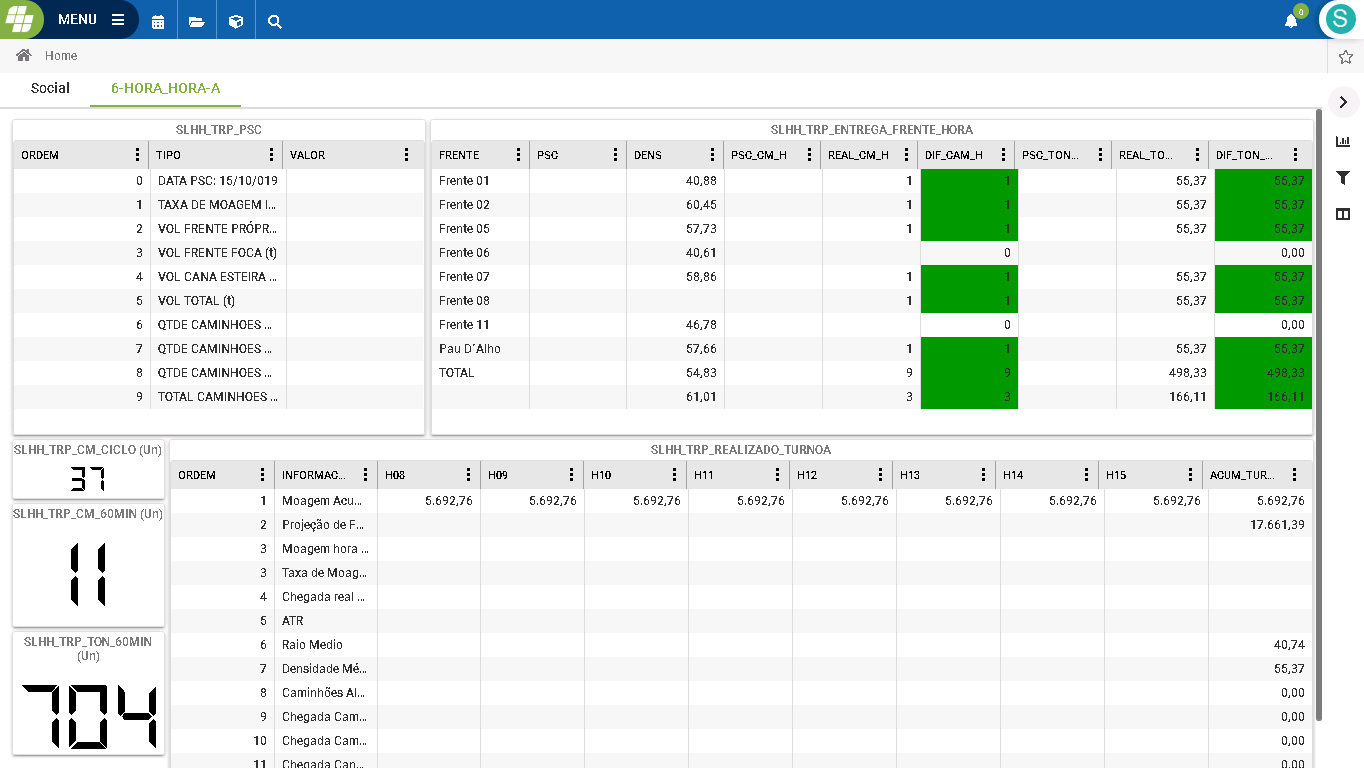 MENU
0
S
Home
Social 6-HORA_HORA-A
SLHH_TRP_PSC
ORDEM TIPO VALOR
0 DATA PSC: 15/10/019
1 TAXA DE MOAGEM I...
2 VOL FRENTE PRÓPR...
3 VOL FRENTE FOCA (t)
4 VOL CANA ESTEIRA ...
5 VOL TOTAL (t)
6 QTDE CAMINHOES ...
7 QTDE CAMINHOES ...
8 QTDE CAMINHOES ...
9 TOTAL CAMINHOES ...
SLHH_TRP_ENTREGA_FRENTE_HORA
FRENTE PSC DENS PSC_CM_H REAL_CM_H DIF_CAM_H PSC_TON... REAL_TO... DIF_TON_...
Frente 01 40,88 1 1 55,37 55,37
Frente 02 60,45 1 1 55,37 55,37
Frente 05 57,73 1 1 55,37 55,37
Frente 06 40,61 0 0,00
Frente 07 58,86 1 1 55,37 55,37
Frente 08 1 1 55,37 55,37
Frente 11 46,78 0 0,00
Pau D´Alho 57,66 1 1 55,37 55,37
TOTAL 54,83 9 9 498,33 498,33
61,01 3 3 166,11 166,11
SLHH_TRP_CM_CICLO (Un)
37
SLHH_TRP_CM_60MIN (Un)
11
SLHH_TRP_TON_60MIN
(Un)
704
SLHH_TRP_REALIZADO_TURNOA
ORDEM INFORMAC... H08 H09 H10 H11 H12 H13 H14 H15 ACUM_TUR...
1 Moagem Acu... 5.692,76 5.692,76 5.692,76 5.692,76 5.692,76 5.692,76 5.692,76 5.692,76 5.692,76
2 Projeção de F... 17.661,39
3 Moagem hora ...
3 Taxa de Moag...
4 Chegada real ...
5 ATR
6 Raio Medio 40,74
7 Densidade Mé... 55,37
8 Caminhões Al... 0,00
9 Chegada Cam... 0,00
10 Chegada Cam... 0,00
11 Chegada Can... 0,00